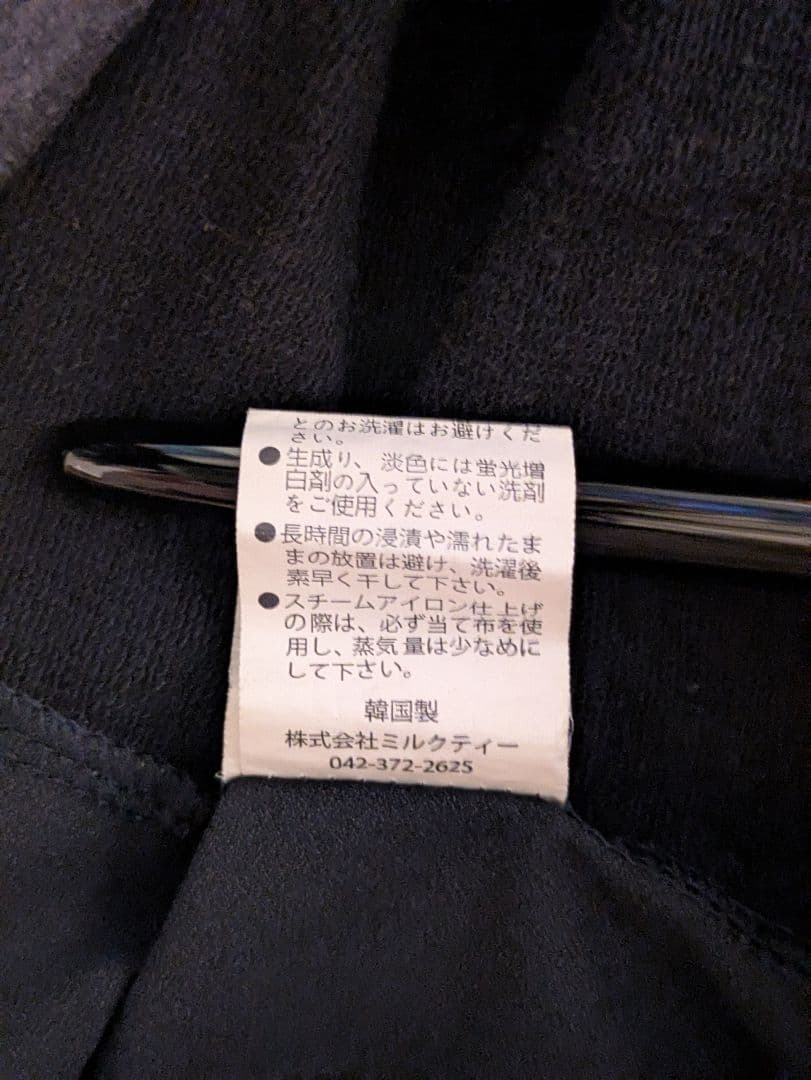 とのお洗濯はお避けくだ
さい。
●生成り、淡色には蛍光増
白剤の入っていない洗剤
をご使用ください。
●長時間の浸漬や濡れたま
まの放置は避け、洗濯後
素早く干して下さい。
●スチームアイロン仕上げ
の際は、必ず当て布を使
用し、蒸気量は少なめに
して下さい。
韓国製
株式会社ミルクティー
042-372-2625